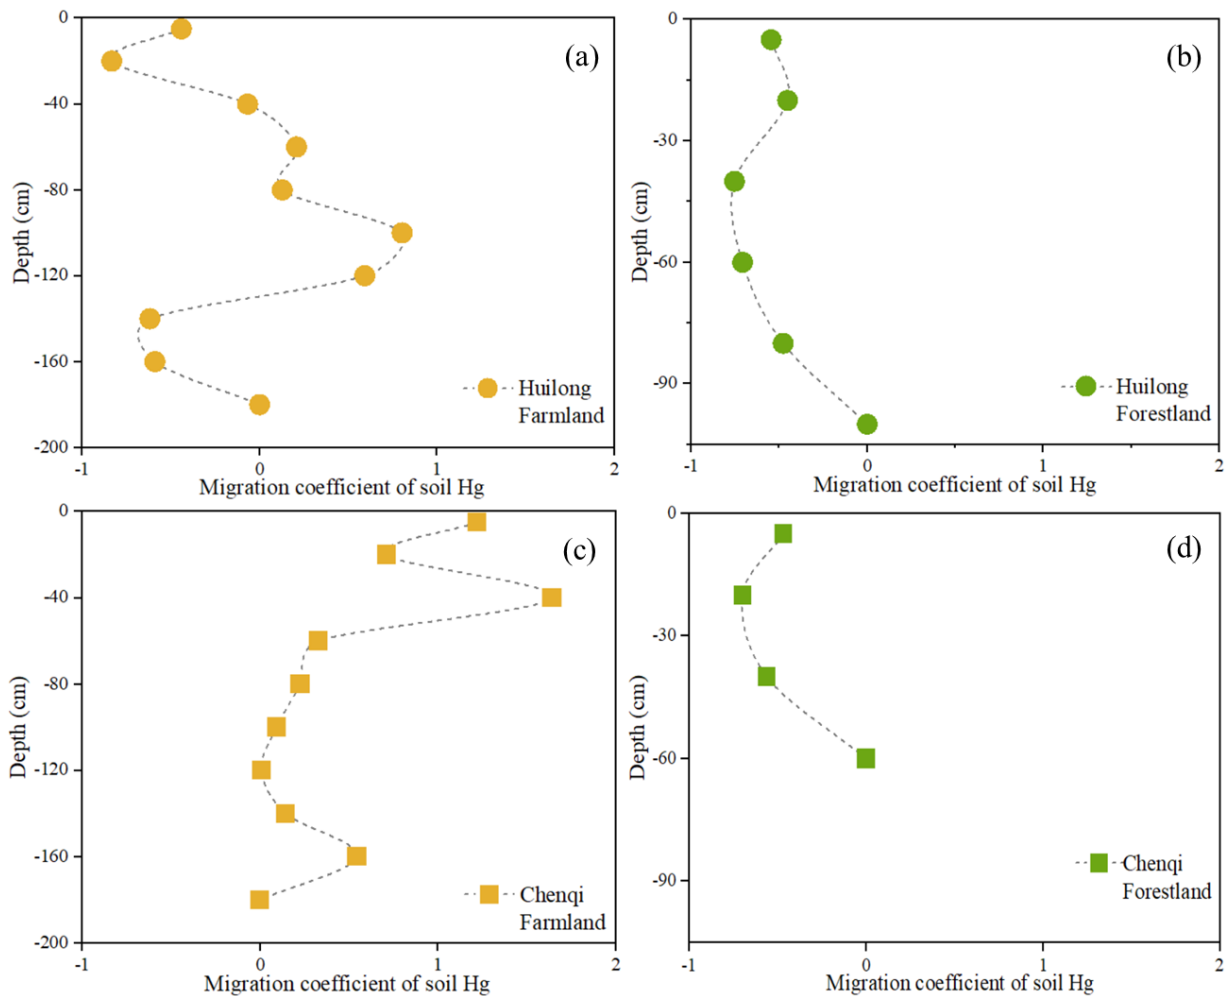 0
-40
-80
-120
-160
-200
Depth (cm)
(a)
Huilong
Farmland
-1
0
1
2
Migration coefficient of soil Hg
0
-30
-60
-90
Depth (cm)
(b)
Huilong
Forestland
-1
0
1
2
Migration coefficient of soil Hg
0
-40
-80
-120
-160
-200
Depth (cm)
(c)
Chenqi
Farmland
-1
0
1
2
Migration coefficient of soil Hg
0
-30
-60
-90
Depth (cm)
(d)
Chenqi
Forestland
-1
0
1
2
Migration coefficient of soil Hg